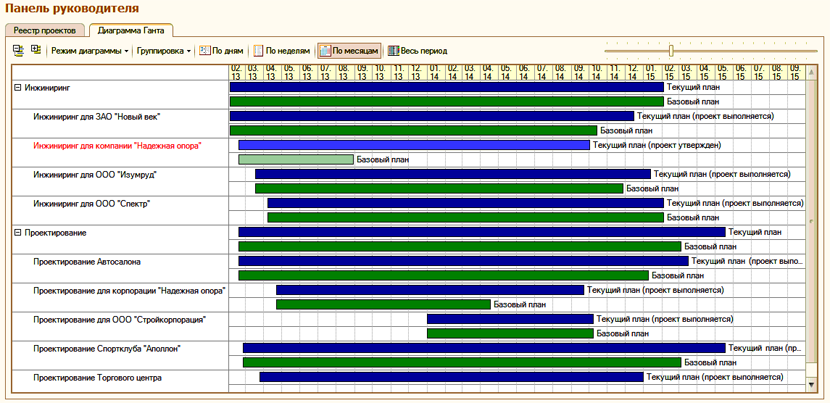 Панель руководителя
Реестр проектов Диаграмма Ганта
Режим диаграммы Группировка По дням По неделям По месяцам Весь период
02. 03. 04. 05. 06. 07. 08. 09. 10. 11. 12. 01. 02. 03. 04. 05. 06. 07. 08. 09. 10. 11. 12. 01. 02. 03. 04. 05. 06. 07. 08. 09.
13 13 13 13 13 13 13 13 13 13 13 14 14 14 14 14 14 14 14 14 14 14 14 15 15 15 15 15 15 15 15 15
Инжиниринг Текущий план
Базовый план
Инжиниринг для ЗАО "Новый век" Текущий план (проект выполняется)
Базовый план
Инжиниринг для компании "Надежная опора" Текущий план (проект утвержден)
Базовый план
Инжиниринг для ООО "Изумруд" Текущий план (проект выполняется)
Базовый план
Инжиниринг для ООО "Спектр" Текущий план (проект выполняется)
Базовый план
Проектирование Текущий план
Базовый план
Проектирование Автосалона Текущий план (проект выпо...
Базовый план
Проектирование для корпорации "Надежная опора" Текущий план (проект выполняется)
Базовый план
Проектирование для ООО "Стройкорпорация" Текущий план (проект выполняется)
Базовый план
Проектирование Спортклуба "Аполлон" Текущий план (пр...
Базовый план
Проектирование Торгового центра Текущий план (проект выполняется)